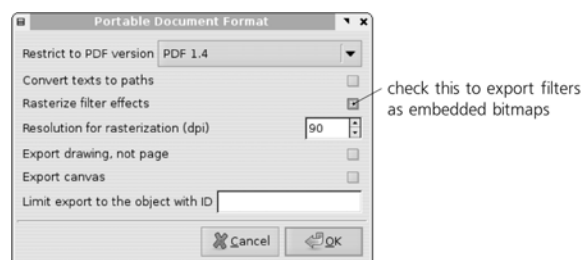 Portable Document Format
Restrict to PDF version PDF 1.4
Convert texts to paths
Rasterize filter effects
Resolution for rasterization (dpi) 90
Export drawing, not page
Export canvas
Limit export to the object with ID
Cancel OK
check this to export filters
as embedded bitmaps